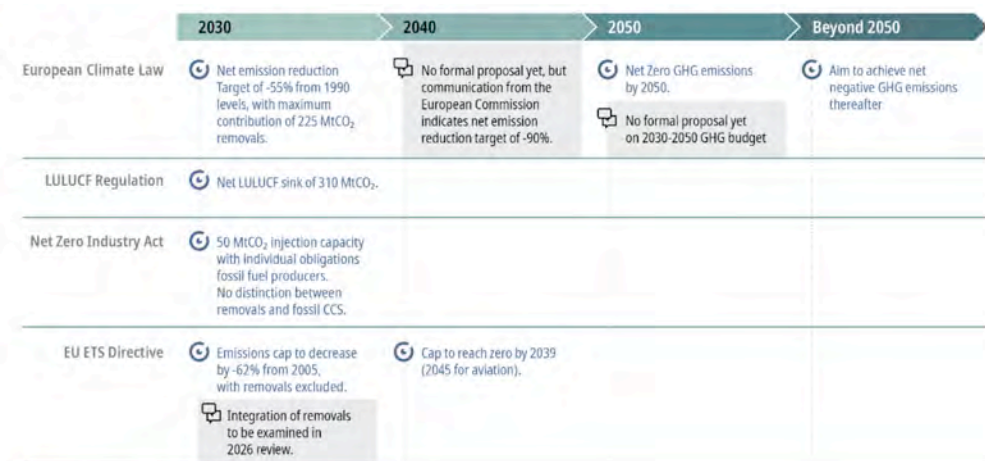 2030
2040
2050
Beyond 2050
European Climate Law
Net emission reduction
Target of -55% from 1990
levels, with maximum
contribution of 225 MtCO₂
removals.
No formal proposal yet, but
communication from the
European Commission
indicates net emission
reduction target of -90%.
Net Zero GHG emissions
by 2050.
No formal proposal yet
on 2030-2050 GHG budget
Aim to achieve net
negative GHG emissions
thereafter
LULUCF Regulation
Net LULUCF sink of 310 MtCO₂.
Net Zero Industry Act
50 MtCO₂ injection capacity
with individual obligations
fossil fuel producers.
No distinction between
removals and fossil CCS.
EU ETS Directive
Emissions cap to decrease
by -62% from 2005,
with removals excluded.
Integration of removals
to be examined in
2026 review.
Cap to reach zero by 2039
(2045 for aviation).